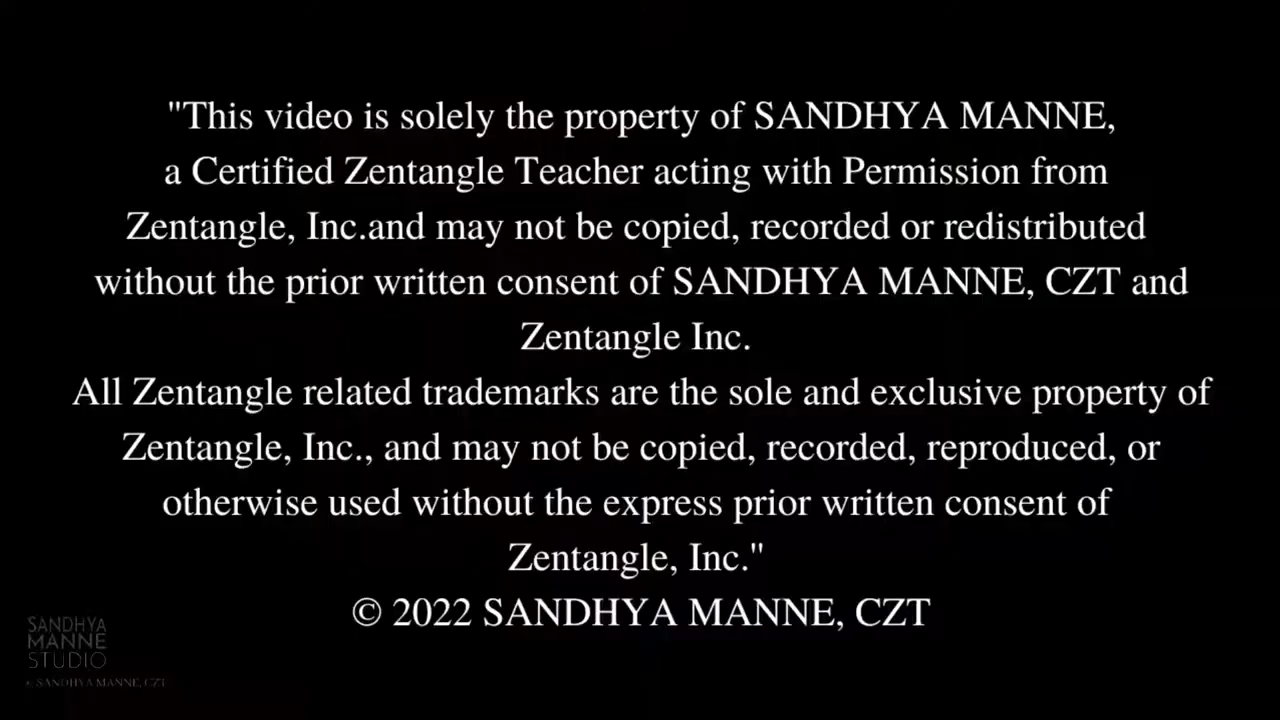 "This video is solely the property of SANDHYA MANNE,
a Certified Zentangle Teacher acting with Permission from
Zentangle, Inc.and may not be copied, recorded or redistributed
without the prior written consent of SANDHYA MANNE, CZT and
Zentangle Inc.
All Zentangle related trademarks are the sole and exclusive property of
Zentangle, Inc., and may not be copied, recorded, reproduced, or
otherwise used without the express prior written consent of
Zentangle, Inc."
© 2022 SANDHYA MANNE, CZT
SANDHYA
MANNE
STUDIO
© SANDHYA MANNE, CZT